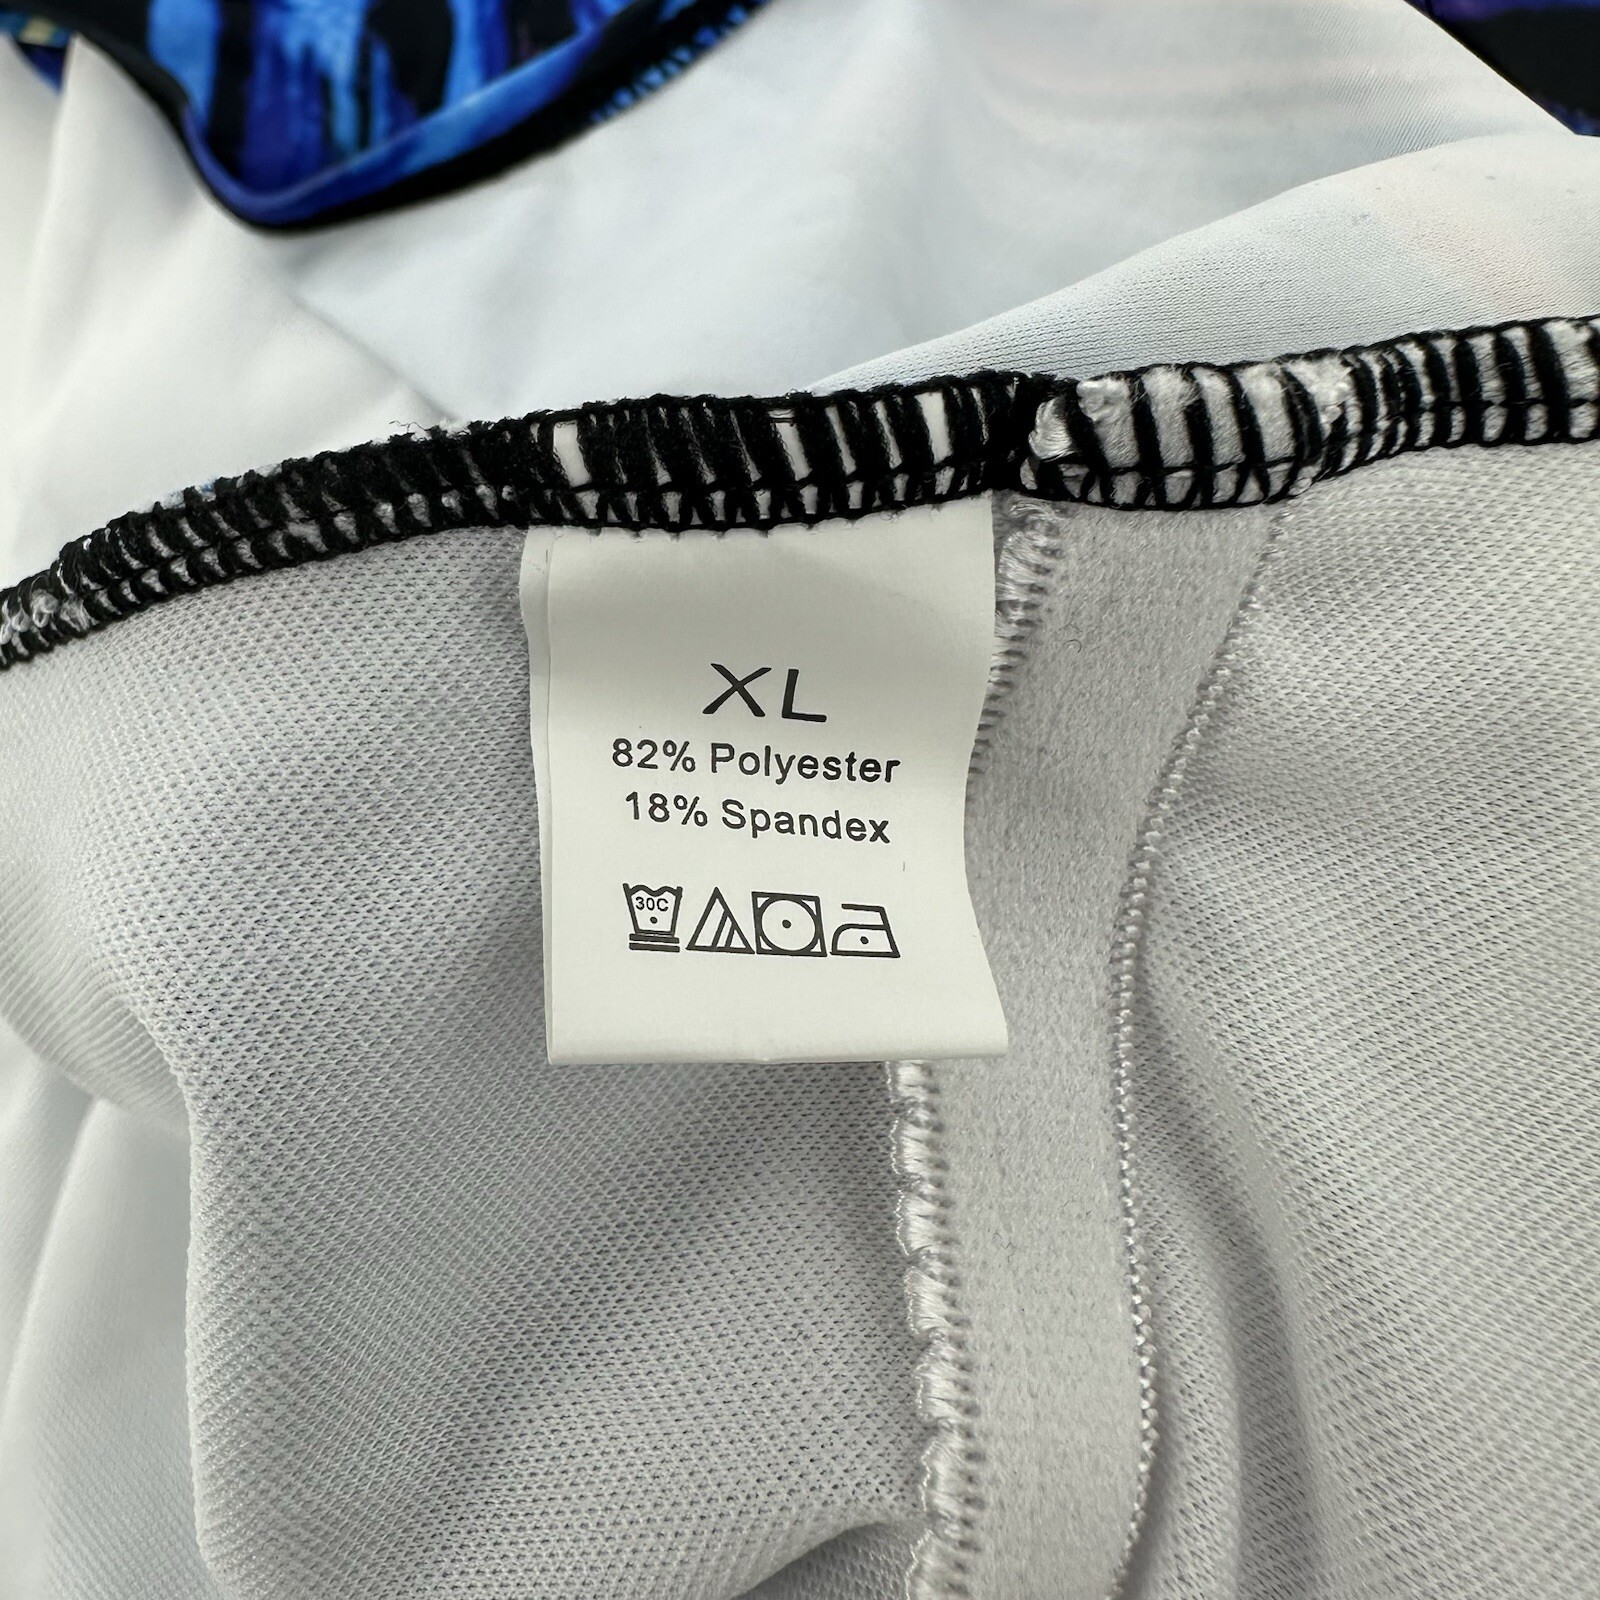 XL
82% Polyester
18% Spandex
30C